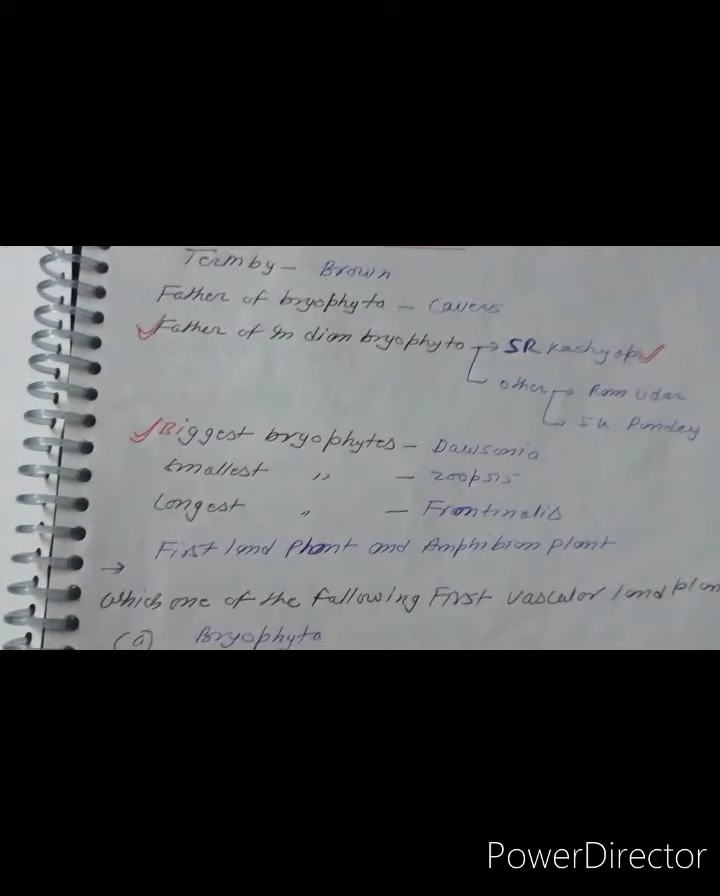 Term by - Brown
Father of bryophyta - Cavers
Father of Indian bryophyta → SR Kashyap
other → Ram Udar
→ S.K. Pandey
Biggest bryophytes - Dawsonia
Smallest " - Zoopsis
Longest " - Frontinalis
First land Plant and Amphibian Plant
→
Which one of the fallowing First vascular land plan
(a) Bryophyta
PowerDirector